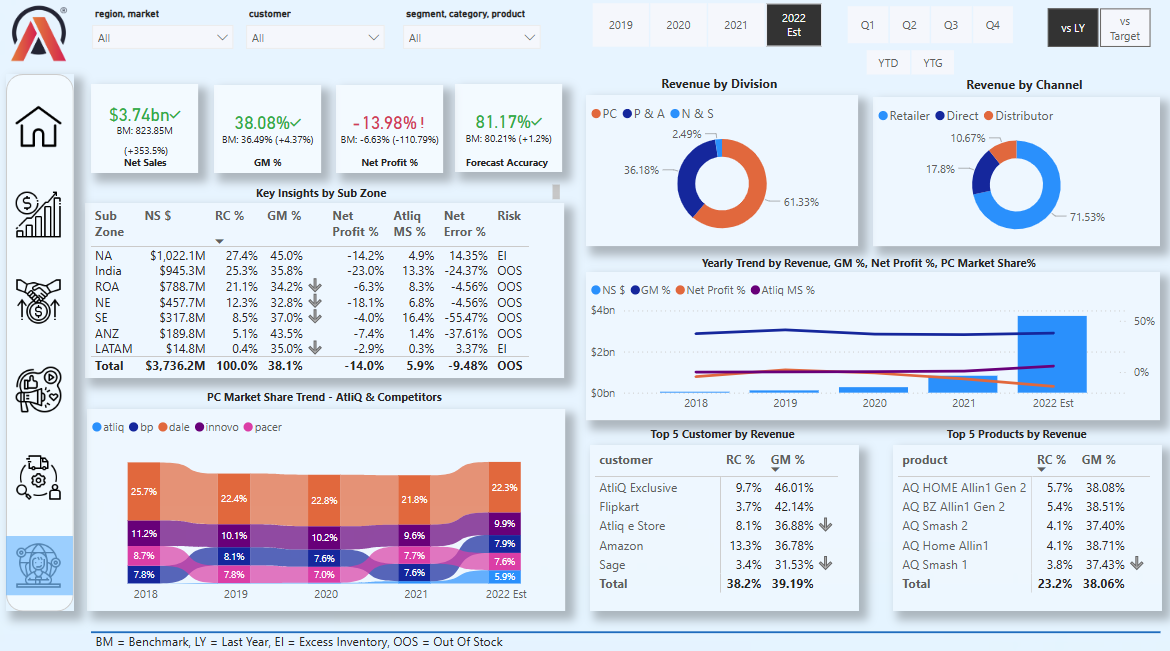 region, market
customer
segment, category, product
All
All
All
2019
2020
2021
2022 Est
Q1
Q2
Q3
Q4
YTD
YTG
vs LY
vs Target
$3.74bn
BM: 823.85M
(+353.5%)
Net Sales
38.08%
BM: 36.49% (+4.37%)
GM %
-13.98% !
BM: -6.63% (-110.79%)
Net Profit %
81.17%
BM: 80.21% (+1.2%)
Forecast Accuracy
Revenue by Division
PC P & A N & S
2.49%
36.18%
61.33%
Revenue by Channel
Retailer Direct Distributor
10.67%
17.8%
71.53%
Key Insights by Sub Zone
Sub Zone NS $ RC % GM % Net Profit % Atliq MS % Net Error % Risk
NA $1,022.1M 27.4% 45.0% -14.2% 4.9% 14.35% EI
India $945.3M 25.3% 35.8% -23.0% 13.3% -24.37% OOS
ROA $788.7M 21.1% 34.2% -6.3% 8.3% -4.56% OOS
NE $457.7M 12.3% 32.8% -18.1% 6.8% -4.56% OOS
SE $317.8M 8.5% 37.0% -4.0% 16.4% -55.47% OOS
ANZ $189.8M 5.1% 43.5% -7.4% 1.4% -37.61% OOS
LATAM $14.8M 0.4% 35.0% -2.9% 0.3% 3.37% EI
Total $3,736.2M 100.0% 38.1% -14.0% 5.9% -9.48% OOS
Yearly Trend by Revenue, GM %, Net Profit %, PC Market Share%
NS $ GM % Net Profit % Atliq MS %
$4bn
$2bn
$0bn
50%
0%
2018 2019 2020 2021 2022 Est
PC Market Share Trend - AtliQ & Competitors
atliq bp dale innovo pacer
25.7% 22.4% 22.8% 21.8% 22.3%
11.2% 10.1% 10.2% 9.6% 9.9%
8.7% 8.1% 7.6% 7.7% 7.9%
7.8% 7.8% 7.0% 7.6% 7.6%
5.9%
2018 2019 2020 2021 2022 Est
Top 5 Customer by Revenue
customer RC % GM %
AtliQ Exclusive 9.7% 46.01%
Flipkart 3.7% 42.14%
Atliq e Store 8.1% 36.88%
Amazon 13.3% 36.78%
Sage 3.4% 31.53%
Total 38.2% 39.19%
Top 5 Products by Revenue
product RC % GM %
AQ HOME Allin1 Gen 2 5.7% 38.08%
AQ BZ Allin1 Gen 2 5.4% 38.51%
AQ Smash 2 4.1% 37.40%
AQ Home Allin1 4.1% 38.71%
AQ Smash 1 3.8% 37.43%
Total 23.2% 38.06%
BM = Benchmark, LY = Last Year, EI = Excess Inventory, OOS = Out Of Stock